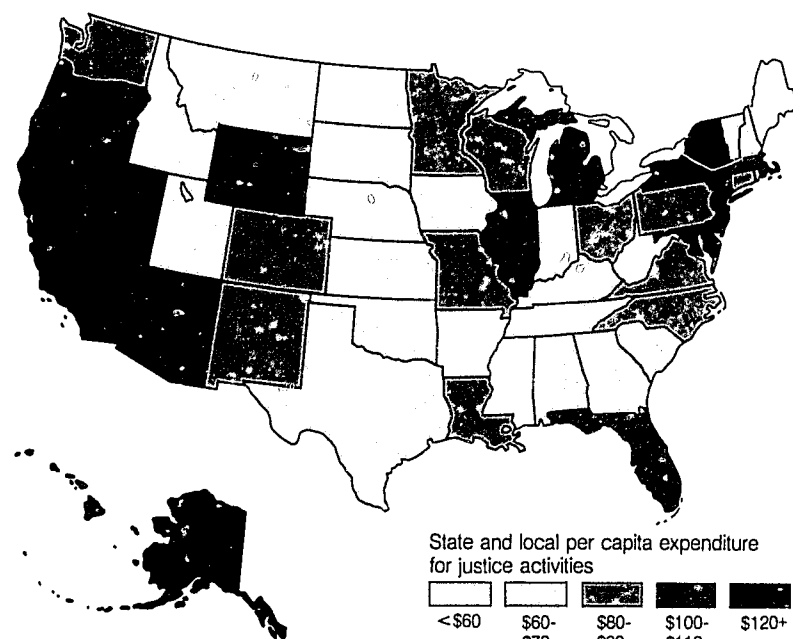 State and local per capita expenditure
for justice activities
<$60 $60- $80- $100- $120+